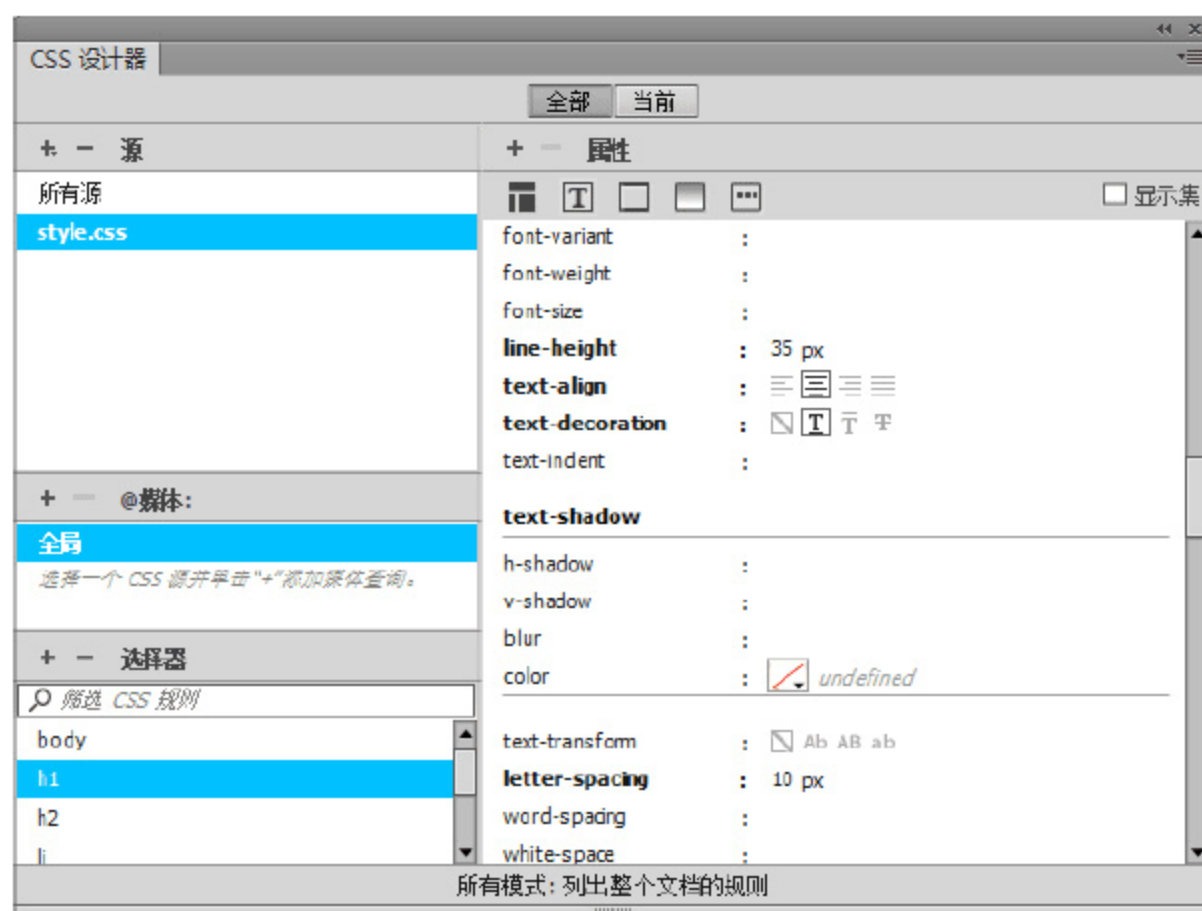 CSS 设计器
全部 当前
源
所有源
style.css
@媒体:
全局
选择一个 CSS 源并单击"+"添加媒体查询。
选择器
筛选 CSS 规则
body
h1
h2
li
属性
显示集
font-variant :
font-weight :
font-size :
line-height : 35 px
text-align :
text-decoration : T T T
text-indent :
text-shadow
h-shadow :
v-shadow :
blur :
color : undefined
text-transform : Ab AB ab
letter-spacing : 10 px
word-spacing :
white-space :
所有模式: 列出整个文档的规则